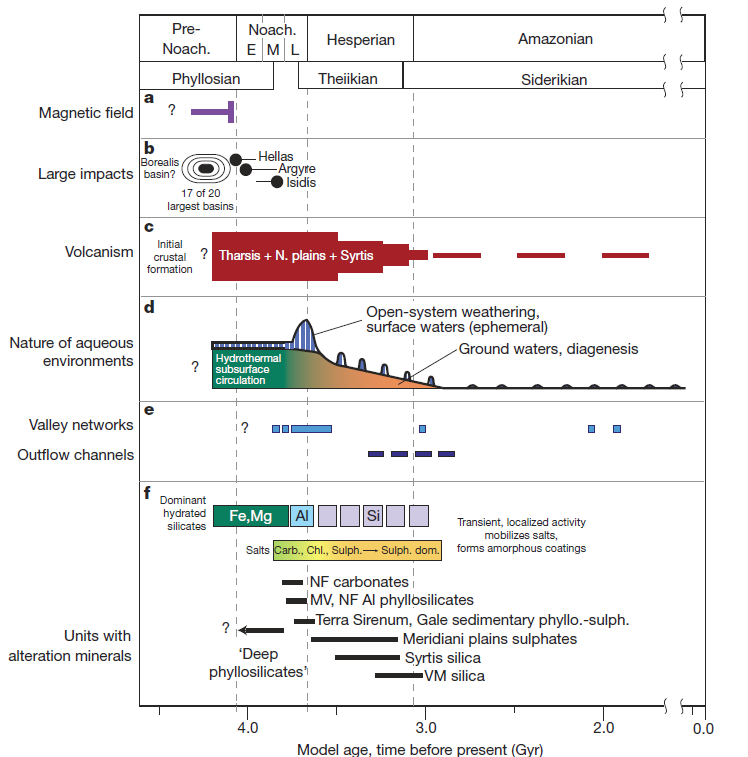 Pre-
Noach.
Noach.
E M L
Hesperian
Amazonian
Phyllosian
Theiikian
Siderikian
a
Magnetic field
?
b
Large impacts
Borealis
basin?
Hellas
Argyre
Isidis
17 of 20
largest basins
c
Volcanism
Initial
crustal
formation
?
Tharsis + N. plains + Syrtis
d
Nature of aqueous
environments
?
Open-system weathering,
surface waters (ephemeral)
Ground waters, diagenesis
Hydrothermal
subsurface
circulation
e
Valley networks
?
Outflow channels
f
Dominant
hydrated
silicates
Fe,Mg
Al
Si
Transient, localized activity
mobilizes salts,
forms amorphous coatings
Salts
Carb., Chl., Sulph.→ Sulph. dom.
Units with
alteration minerals
NF carbonates
MV, NF Al phyllosilicates
Terra Sirenum, Gale sedimentary phyllo.-sulph.
?
Meridiani plains sulphates
'Deep
phyllosilicates'
Syrtis silica
VM silica
4.0
3.0
2.0
0.0
Model age, time before present (Gyr)